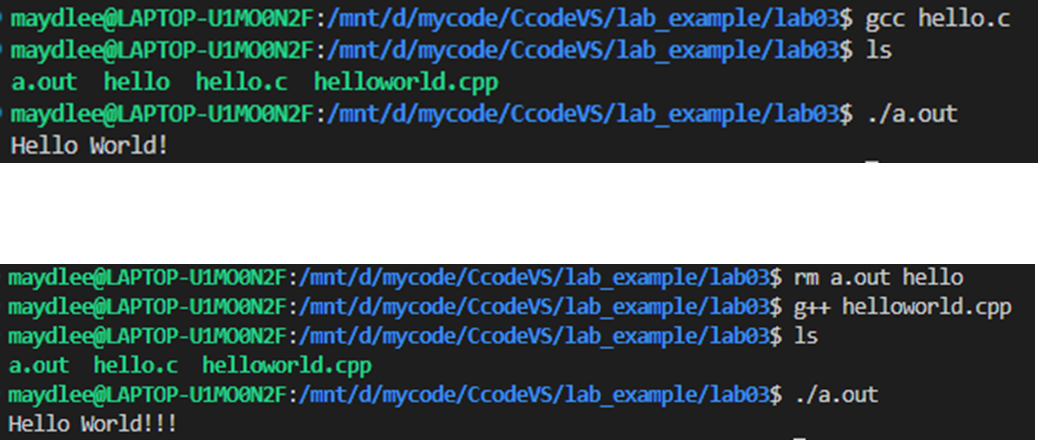 maydlee@LAPTOP-U1MO0N2F:/mnt/d/mycode/CcodeVS/lab_example/lab03$ gcc hello.c
maydlee@LAPTOP-U1MO0N2F:/mnt/d/mycode/CcodeVS/lab_example/lab03$ ls
a.out  hello  hello.c  helloworld.cpp
maydlee@LAPTOP-U1MO0N2F:/mnt/d/mycode/CcodeVS/lab_example/lab03$ ./a.out
Hello World!
maydlee@LAPTOP-U1MO0N2F:/mnt/d/mycode/CcodeVS/lab_example/lab03$ rm a.out hello
maydlee@LAPTOP-U1MO0N2F:/mnt/d/mycode/CcodeVS/lab_example/lab03$ g++ helloworld.cpp
maydlee@LAPTOP-U1MO0N2F:/mnt/d/mycode/CcodeVS/lab_example/lab03$ ls
a.out  hello.c  helloworld.cpp
maydlee@LAPTOP-U1MO0N2F:/mnt/d/mycode/CcodeVS/lab_example/lab03$ ./a.out
Hello World!!!